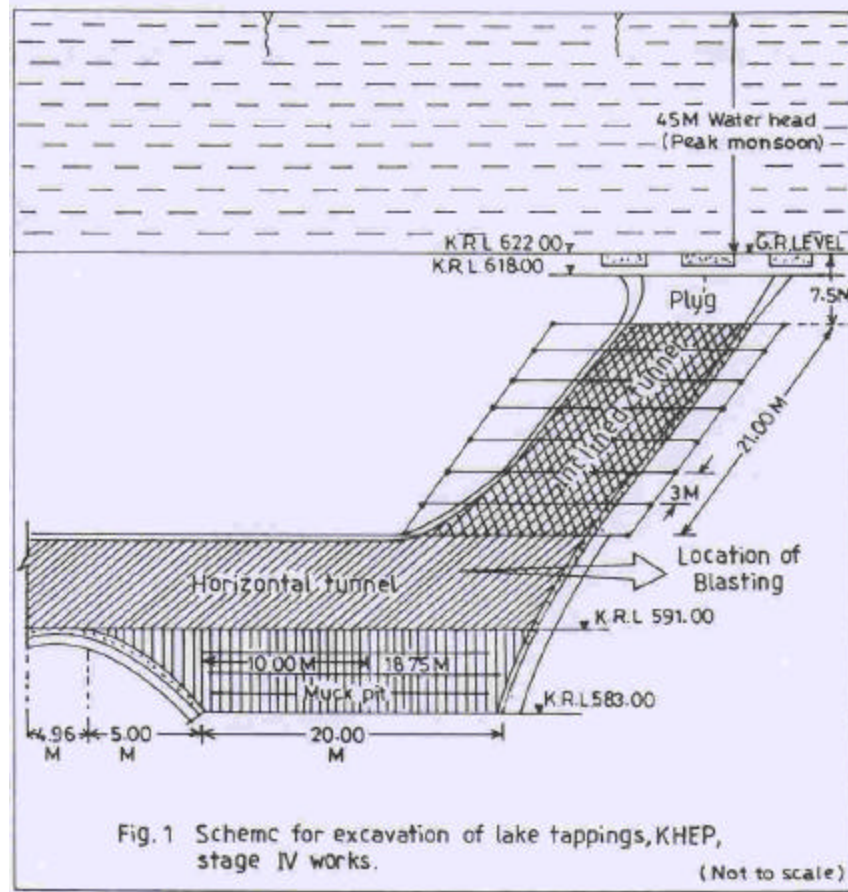 45M Water head
(Peak monsoon)
K.R.L 622.00
G.R.LEVEL
K.R.L 618.00
Plyg
7.5M
Inclined tunnel
21.00 M
3M
Location of
Blasting
Horizontal tunnel
K.R.L 591.00
10.00M
18.75 M
Muck pit
K.R.L 583.00
4.96
M
5.00
M
20.00
M
Fig. 1 Scheme for excavation of lake tappings, KHEP,
stage IV works.
(Not to scale)